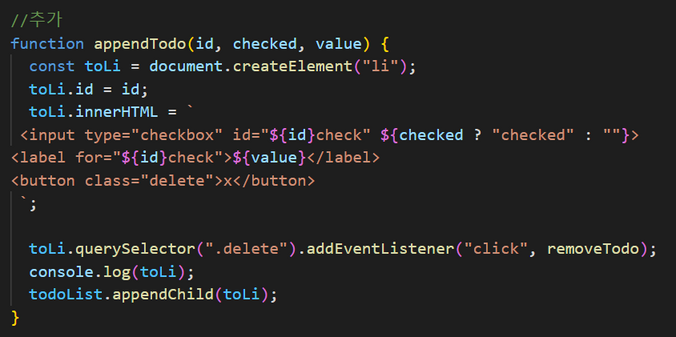 //추가
function appendTodo(id, checked, value) {
  const toLi = document.createElement("li");
  toLi.id = id;
  toLi.innerHTML = `
 <input type="checkbox" id="${id}check" ${checked ? "checked" : ""}>
<label for="${id}check">${value}</label>
<button class="delete">x</button>
 `;

  toLi.querySelector(".delete").addEventListener("click", removeTodo);
  console.log(toLi);
  todoList.appendChild(toLi);
}